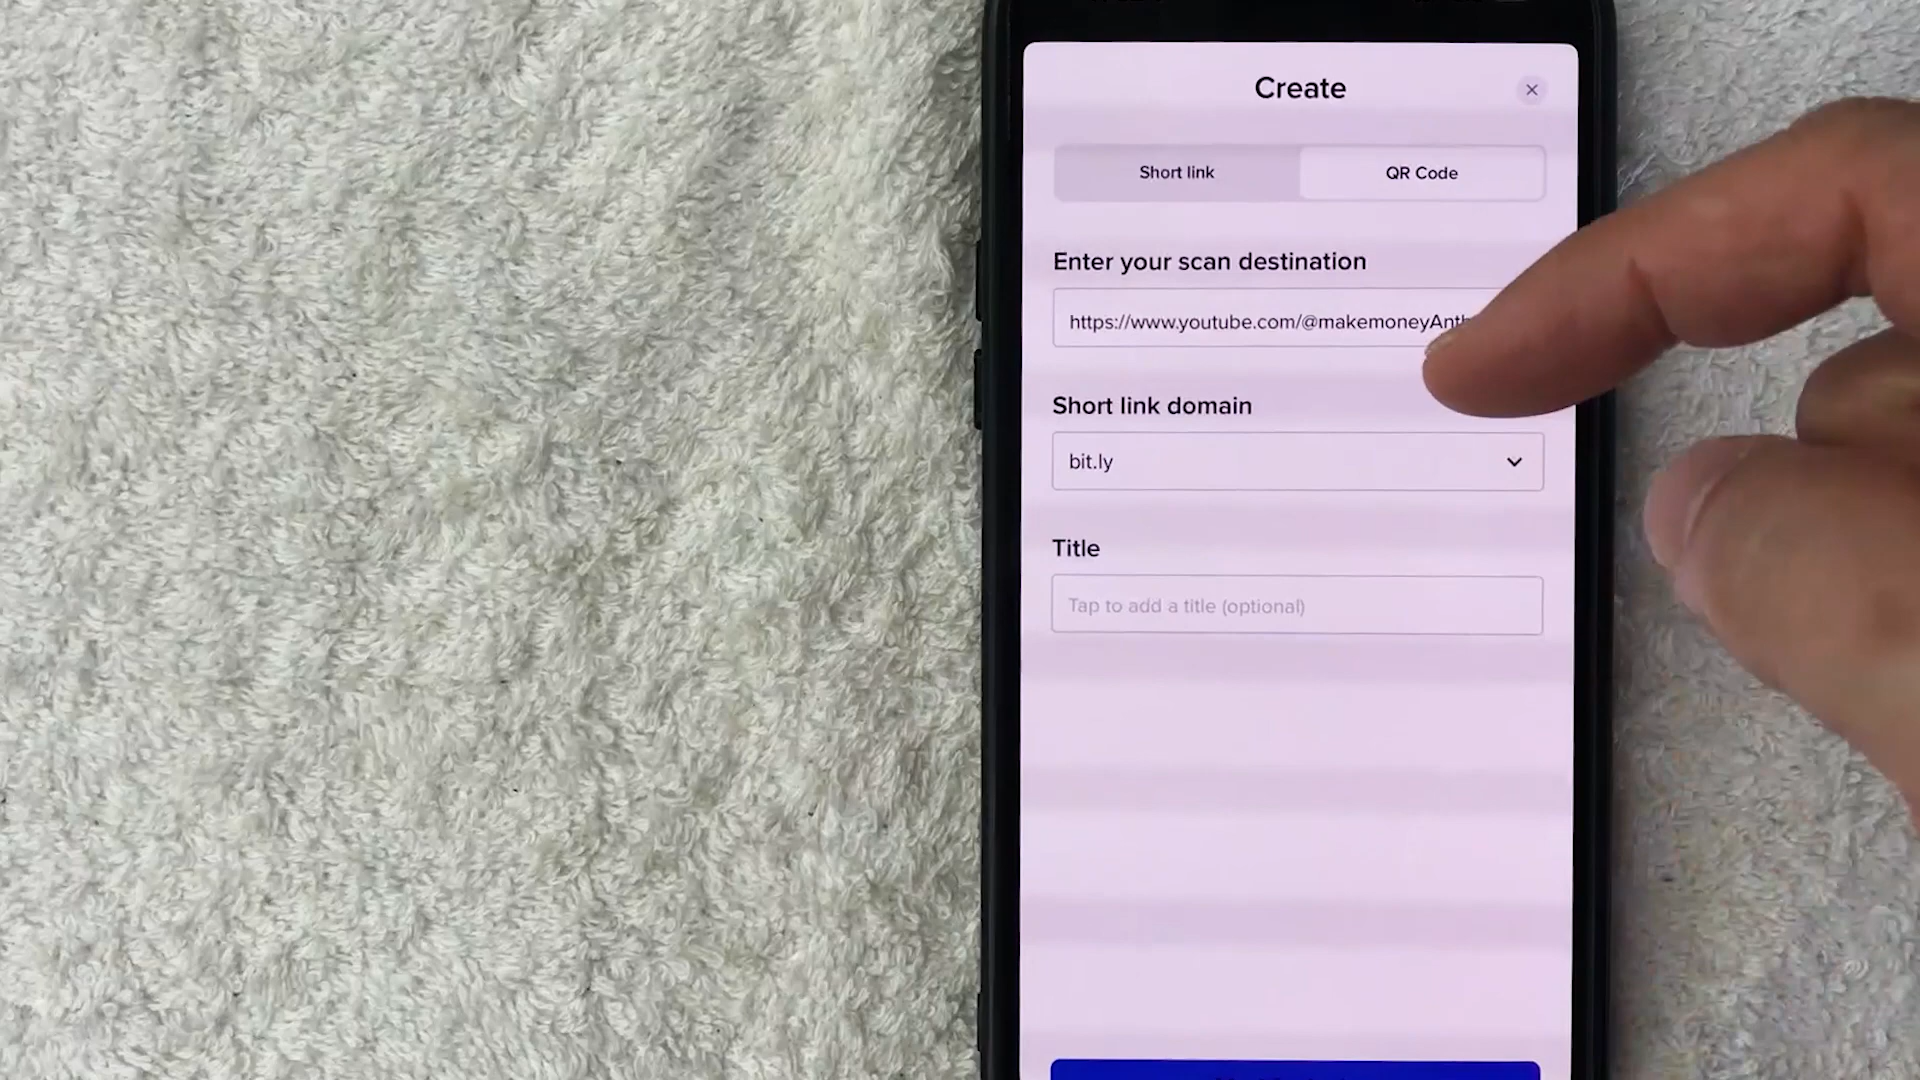 Create
Short link
QR Code
Enter your scan destination
https://www.youtube.com/@makemoneyAnth
Short link domain
bit.ly
Title
Tap to add a title (optional)